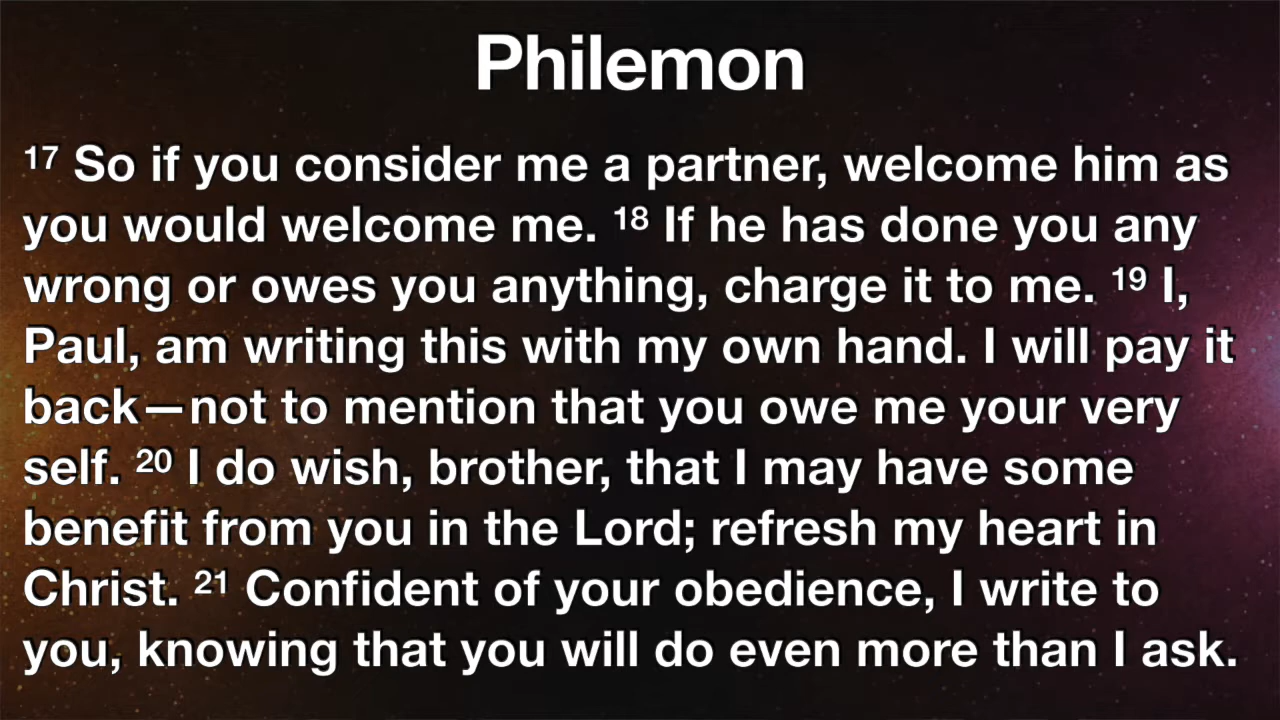 Philemon
17 So if you consider me a partner, welcome him as
you would welcome me. 18 If he has done you any
wrong or owes you anything, charge it to me. 19 I,
Paul, am writing this with my own hand. I will pay it
back—not to mention that you owe me your very
self. 20 I do wish, brother, that I may have some
benefit from you in the Lord; refresh my heart in
Christ. 21 Confident of your obedience, I write to
you, knowing that you will do even more than I ask.